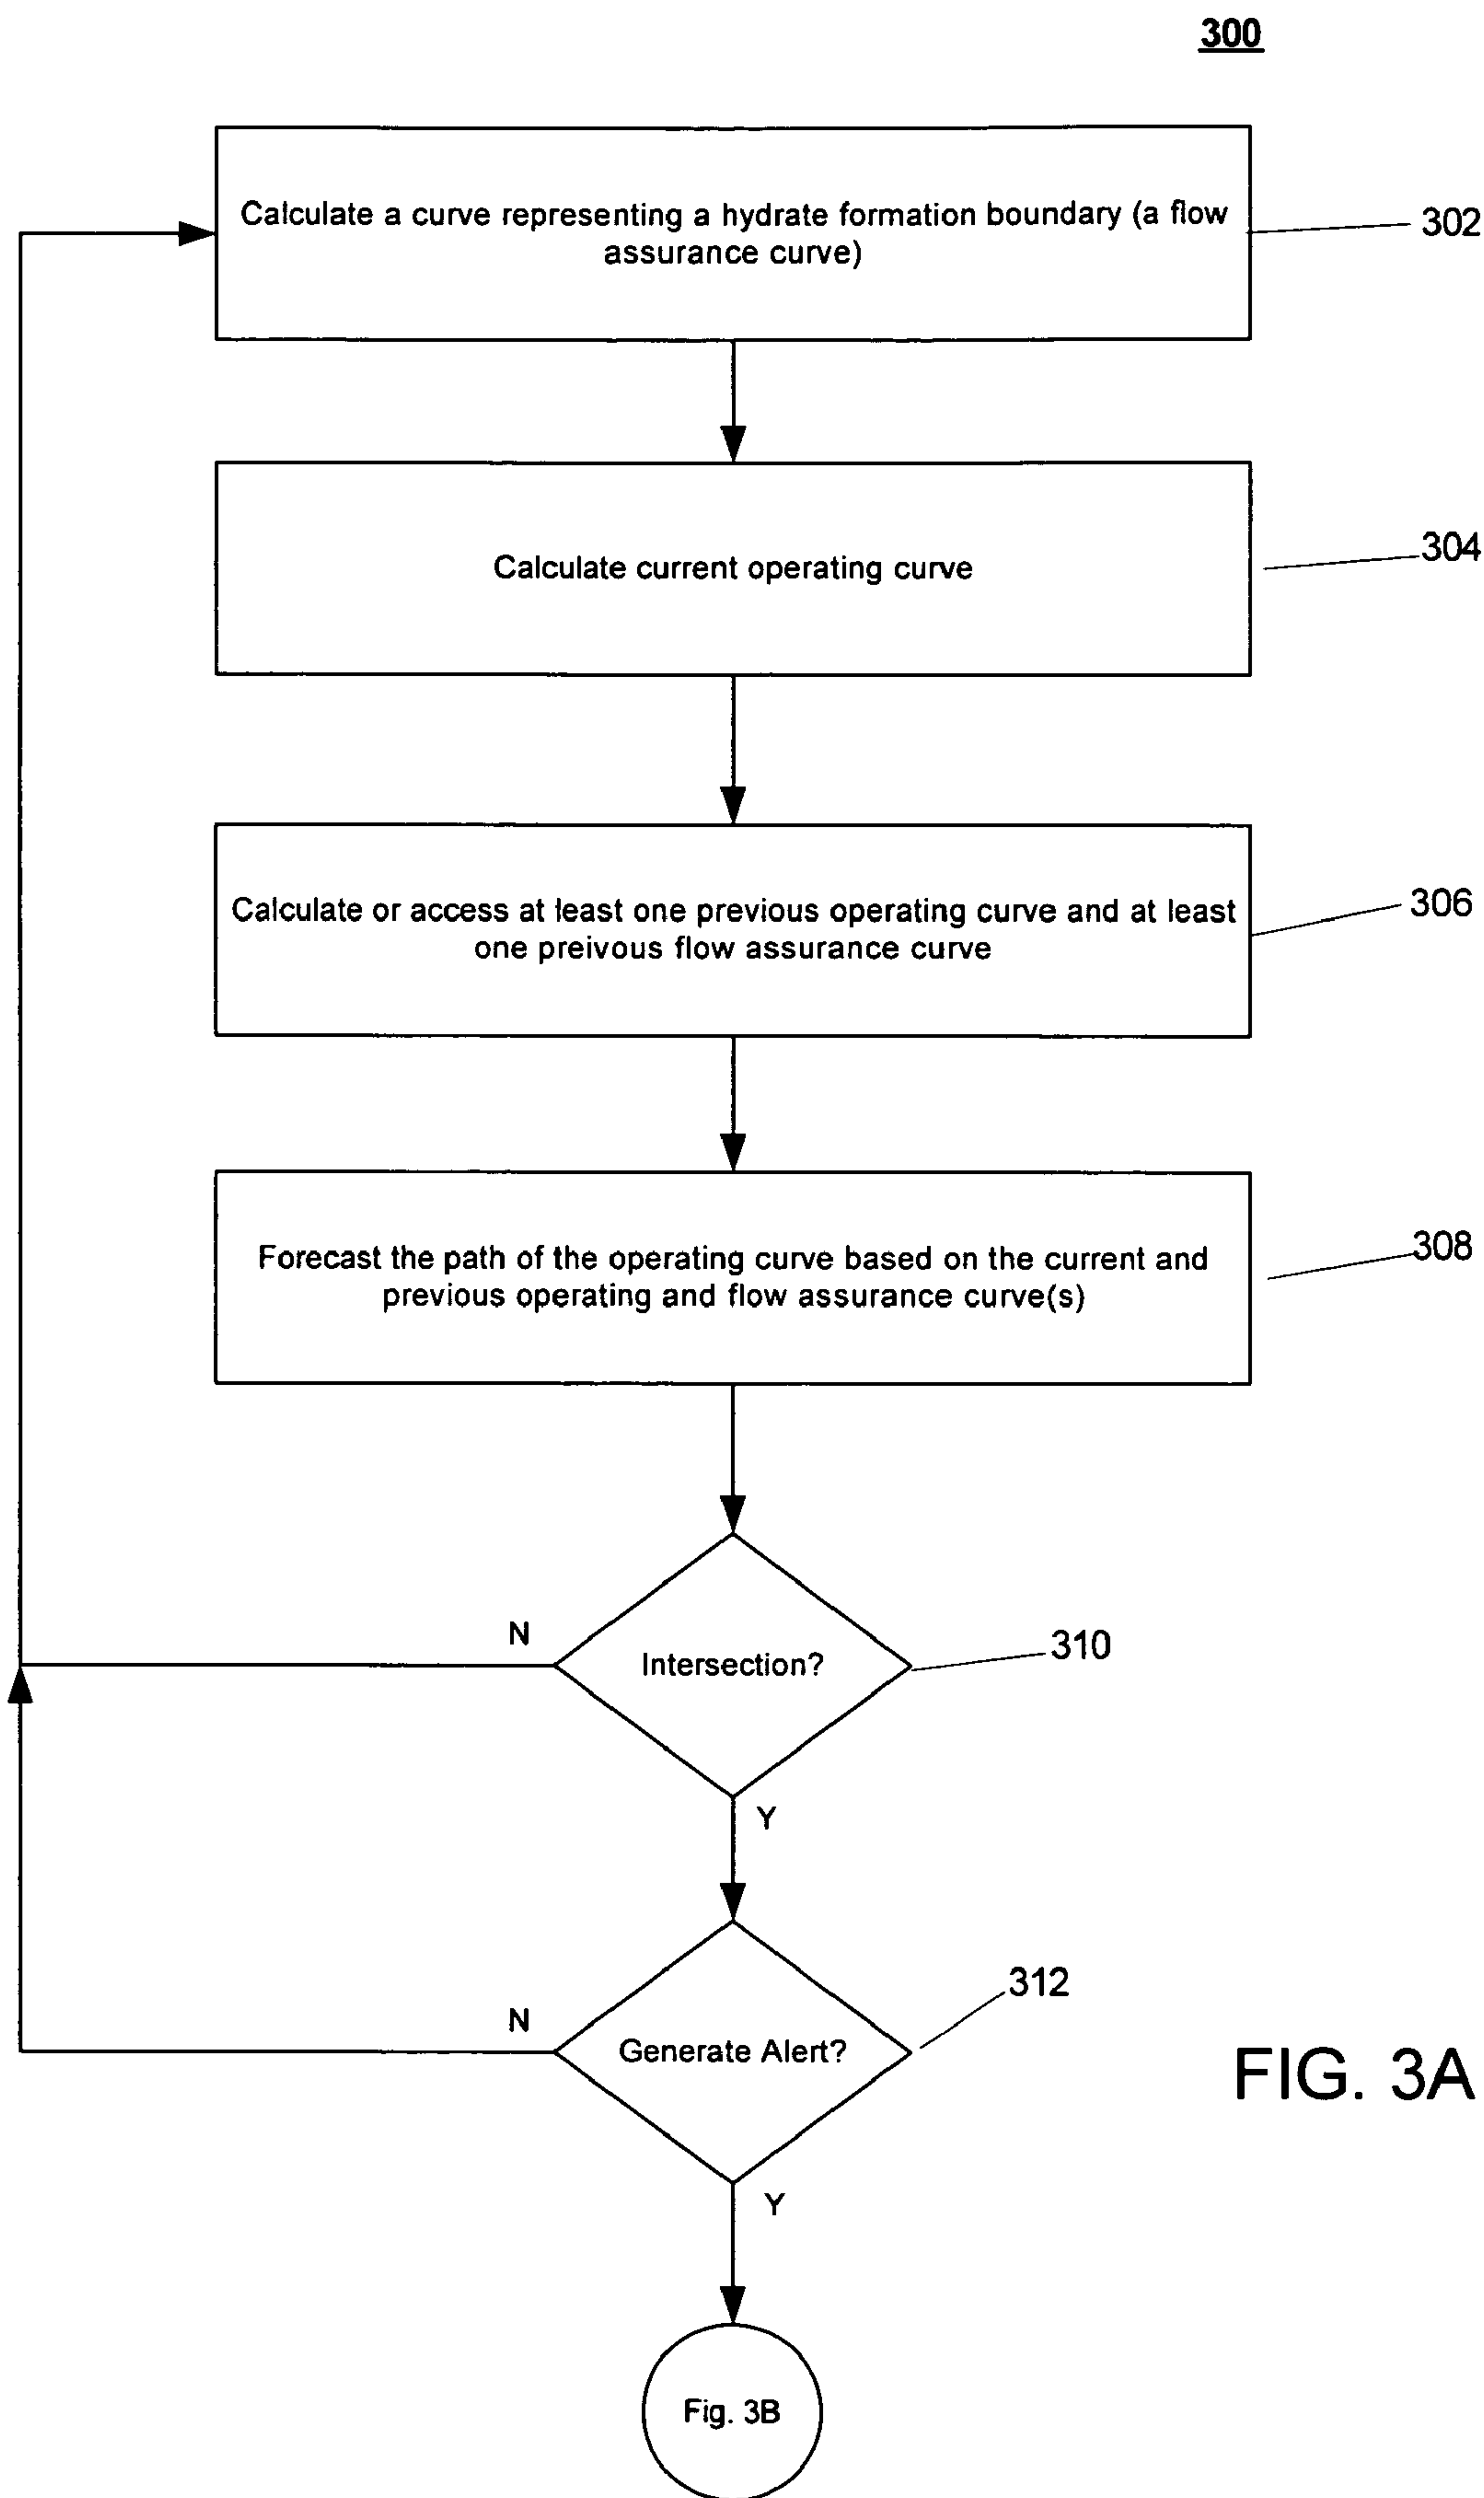 300
Calculate a curve representing a hydrate formation boundary (a flow
assurance curve)
302
Calculate current operating curve
304
Calculate or access at least one previous operating curve and at least
one preivous flow assurance curve
306
Forecast the path of the operating curve based on the current and
previous operating and flow assurance curve(s)
308
N
Intersection?
310
Y
N
Generate Alert?
312
Y
FIG. 3A
Fig. 3B